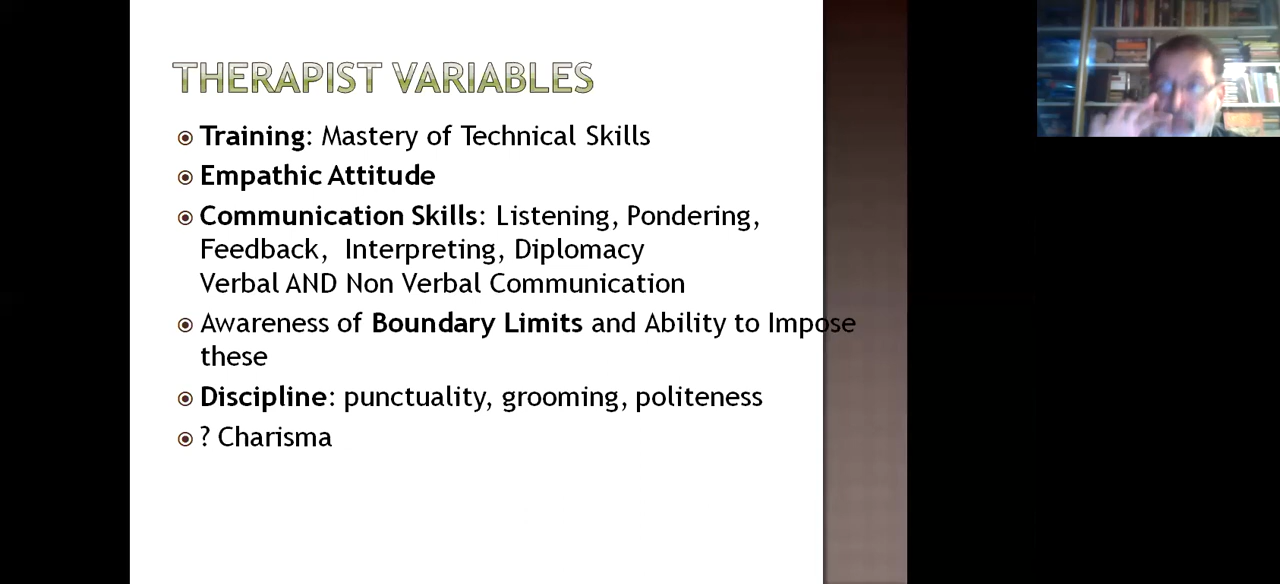 THERAPIST VARIABLES
Training: Mastery of Technical Skills
Empathic Attitude
Communication Skills: Listening, Pondering,
Feedback,  Interpreting, Diplomacy
Verbal AND Non Verbal Communication
Awareness of Boundary Limits and Ability to Impose
these
Discipline: punctuality, grooming, politeness
? Charisma